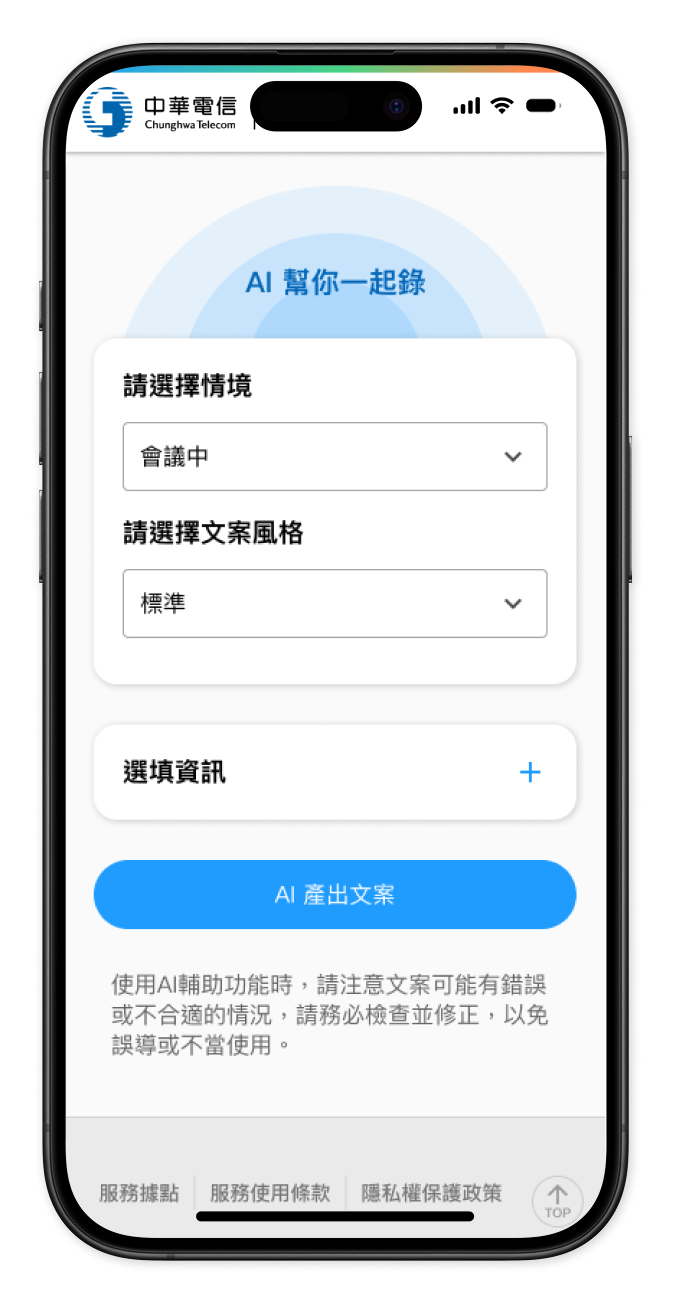 中華電信
Chunghwa Telecom
AI 幫你一起錄
請選擇情境
會議中
請選擇文案風格
標準
選填資訊
AI 產出文案
使用AI輔助功能時，請注意文案可能有錯誤
或不合適的情況，請務必檢查並修正，以免
誤導或不當使用。
服務據點 服務使用條款 隱私權保護政策
TOP